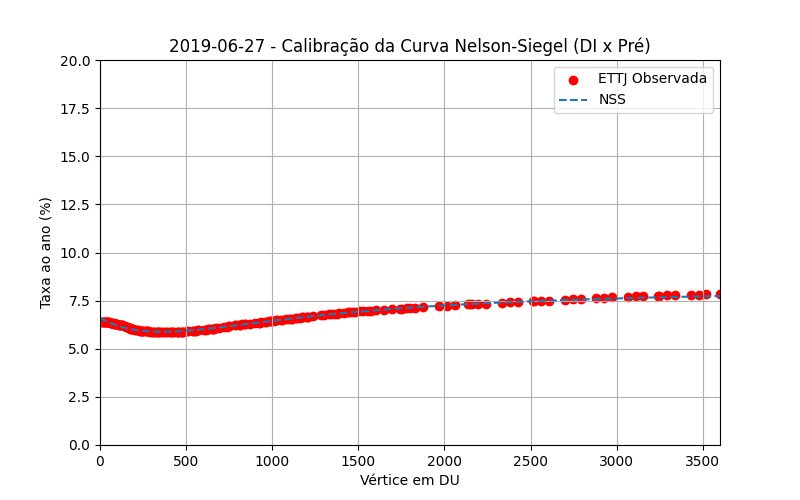 2019-06-27 - Calibração da Curva Nelson-Siegel (DI x Pré)
ETTJ Observada
NSS
Taxa ao ano (%)
20.0
17.5
15.0
12.5
10.0
7.5
5.0
2.5
0.0
0 500 1000 1500 2000 2500 3000 3500
Vértice em DU